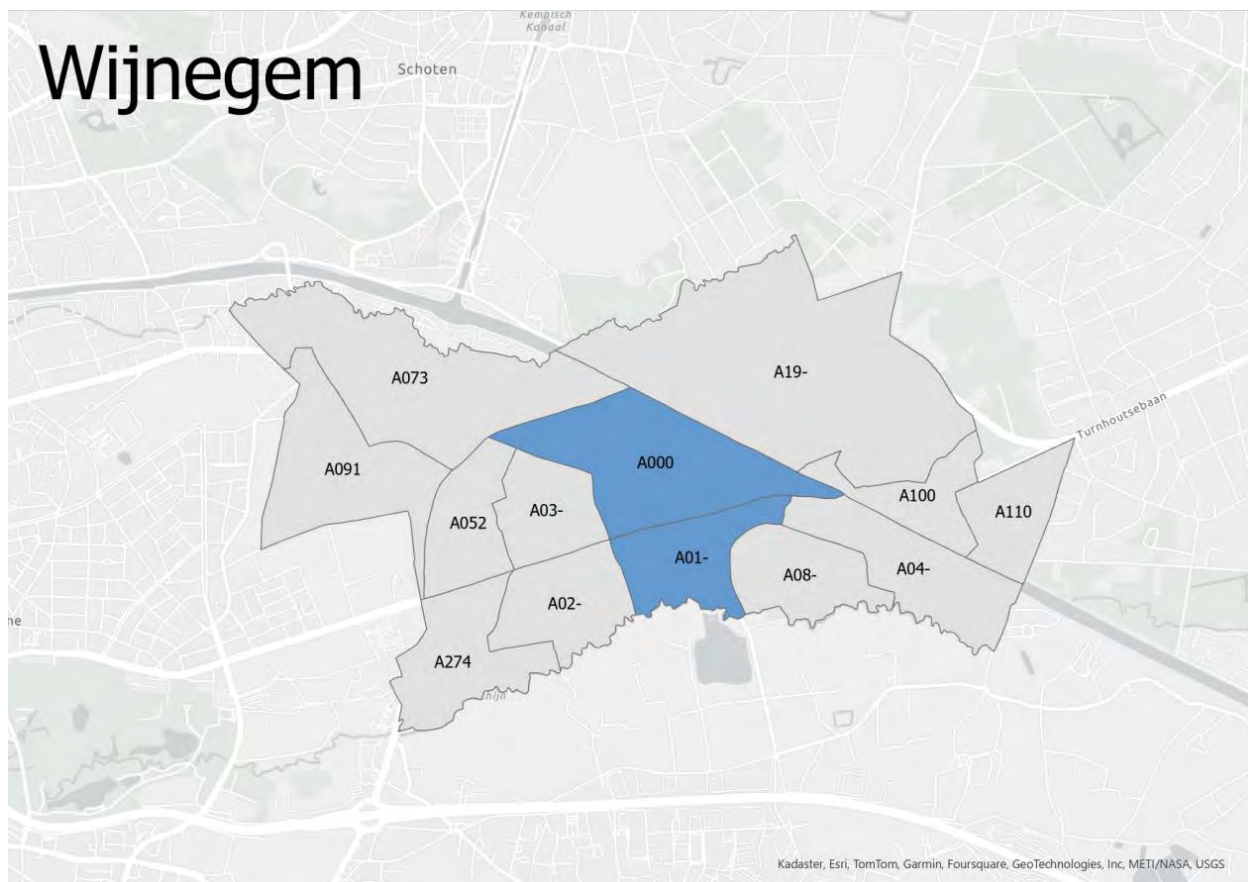 Wijnegem
Kempisch
Kanaal
Schoten
A073
A19-
Turnhoutsebaan
A091
A000
A052
A03-
A100
A110
A01-
A02-
A08-
A04-
A274
Kadaster, Esri, TomTom, Garmin, Foursquare, GeoTechnologies, Inc, METI/NASA, USGS